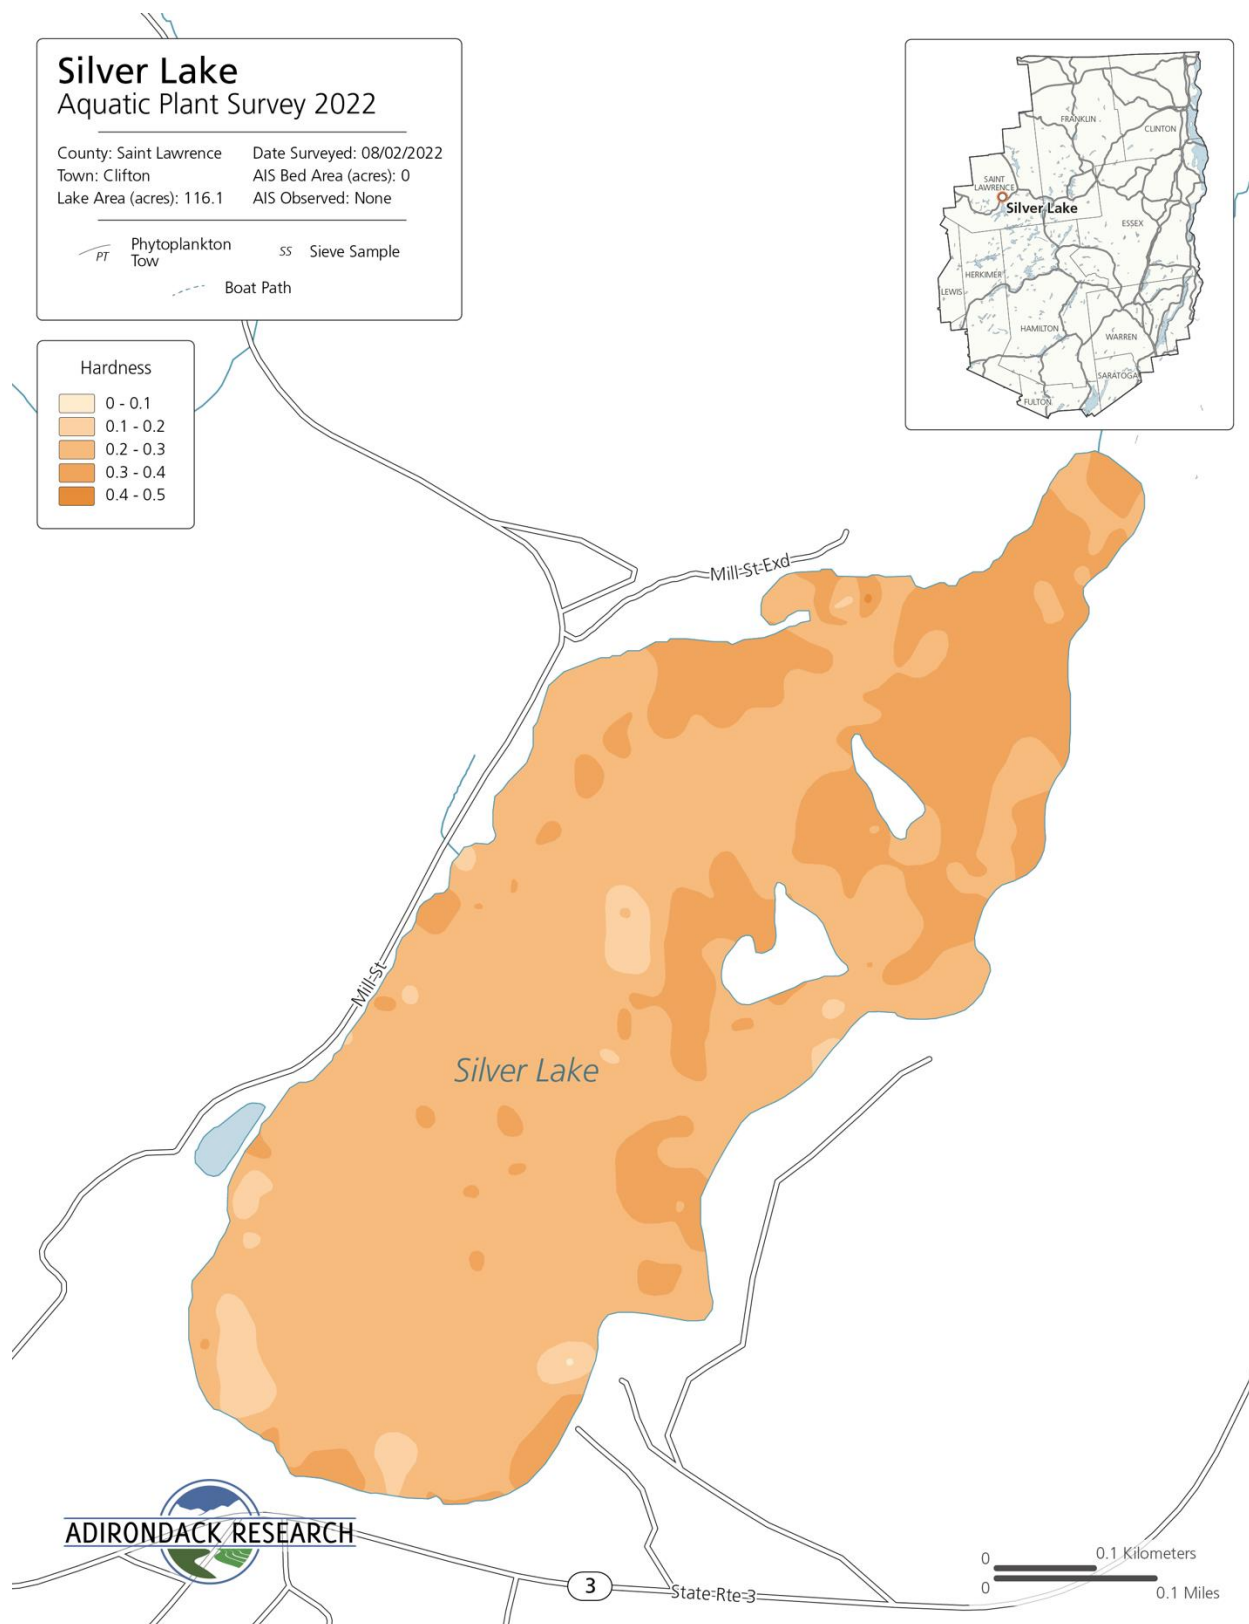 Silver Lake
Aquatic Plant Survey 2022
County: Saint Lawrence
Date Surveyed: 08/02/2022
Town: Clifton
AIS Bed Area (acres): 0
Lake Area (acres): 116.1
AIS Observed: None
PT
Phytoplankton
Tow
SS
Sieve Sample
Boat Path
FRANKLIN
CLINTON
SAINT
LAWRENCE
Silver Lake
ESSEX
HERKIMER
LEWIS
HAMILTON
WARREN
SARATOGA
FULTON
Hardness
0 - 0.1
0.1 - 0.2
0.2 - 0.3
0.3 - 0.4
0.4 - 0.5
Mill-St-Exd
Mill-St
Silver Lake
ADIRONDACK RESEARCH
3
State-Rte-3
0
0.1 Kilometers
0
0.1 Miles